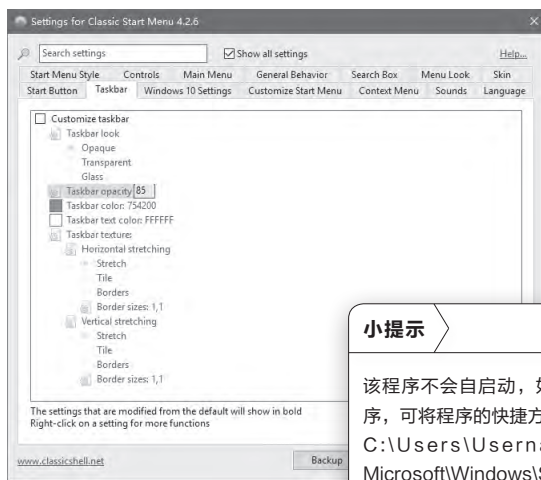 Settings for Classic Start Menu 4.2.6
Search settings Show all settings Help...
Start Menu Style Controls Main Menu General Behavior Search Box Menu Look Skin
Start Button Taskbar Windows 10 Settings Customize Start Menu Context Menu Sounds Language
Customize taskbar
Taskbar look
Opaque
Transparent
Glass
Taskbar opacity 85
Taskbar color: 754200
Taskbar text color: FFFFFF
Taskbar texture:
Horizontal stretching
Stretch
Tile
Borders
Border sizes: 1,1
Vertical stretching
Stretch
Tile
Borders
Border sizes: 1,1
The settings that are modified from the default will show in bold
Right-click on a setting for more functions
www.classicshell.net Backup
小提示
该程序不会自启动，
序，可将程序的快捷方
C:\Users\Userna
Microsoft\Windows\S